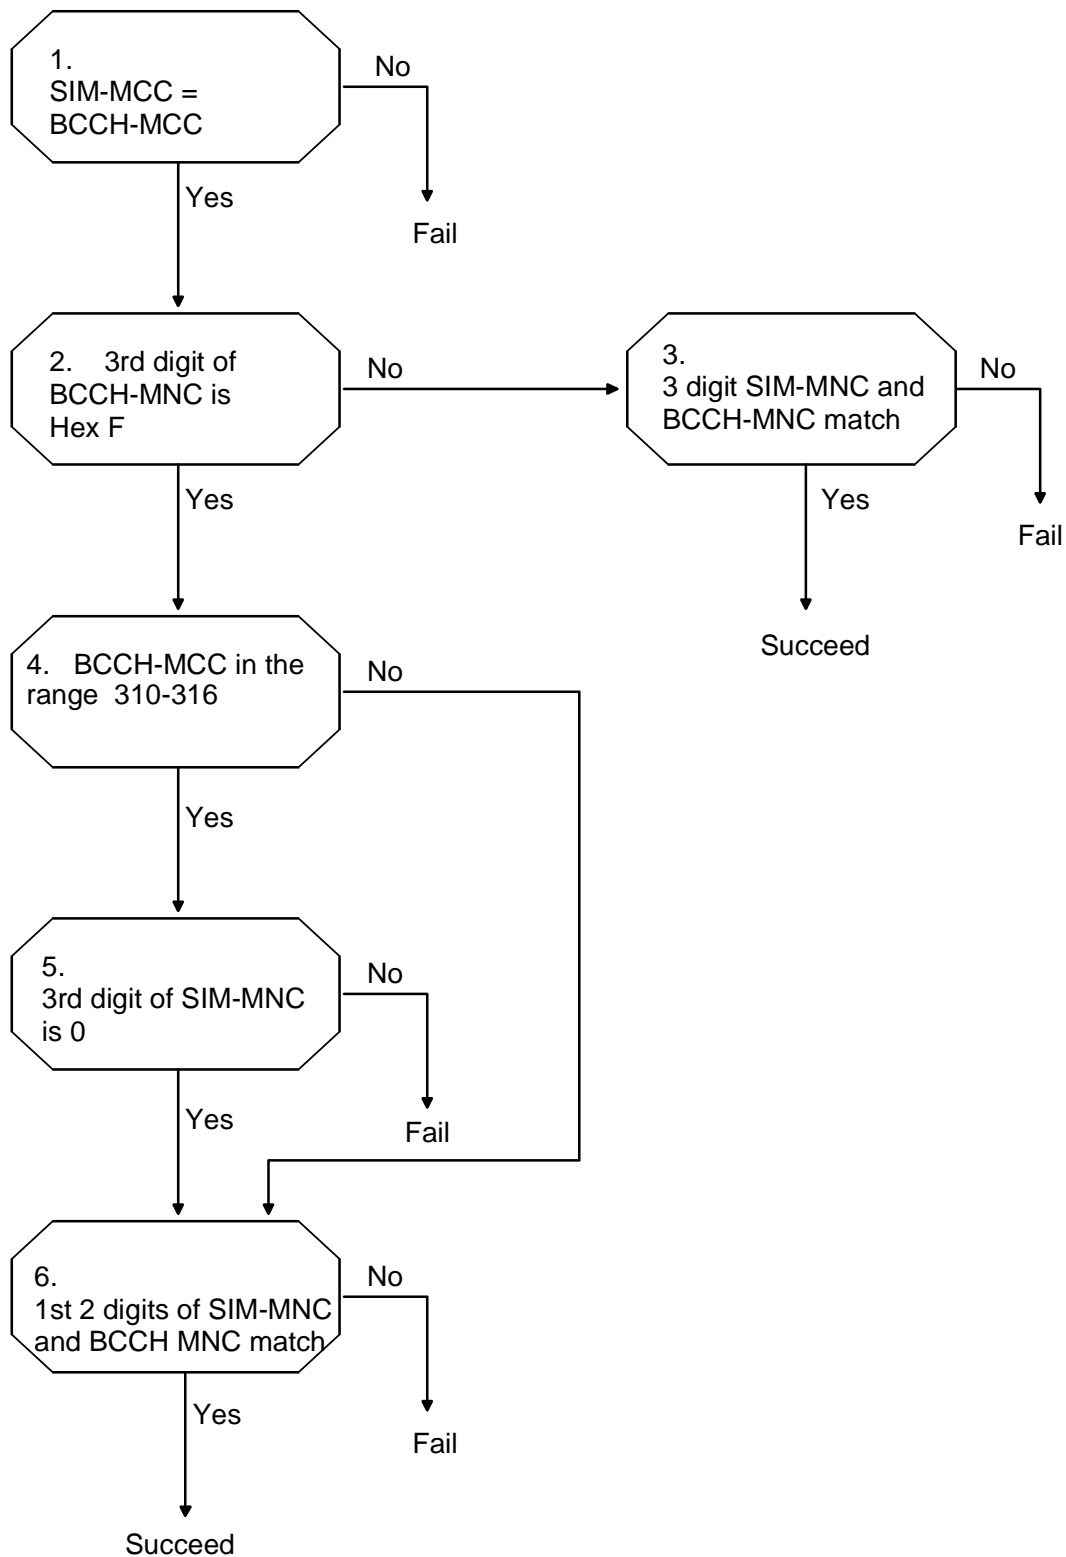 1.
SIM-MCC =
BCCH-MCC
No
Yes
Fail
2. 3rd digit of
BCCH-MNC is
Hex F
No
3.
3 digit SIM-MNC and
BCCH-MNC match
No
Yes
Yes
Fail
Succeed
4. BCCH-MCC in the
range 310-316
No
Yes
5.
3rd digit of SIM-MNC
is 0
No
Yes
Fail
6.
1st 2 digits of SIM-MNC
and BCCH MNC match
No
Yes
Fail
Succeed